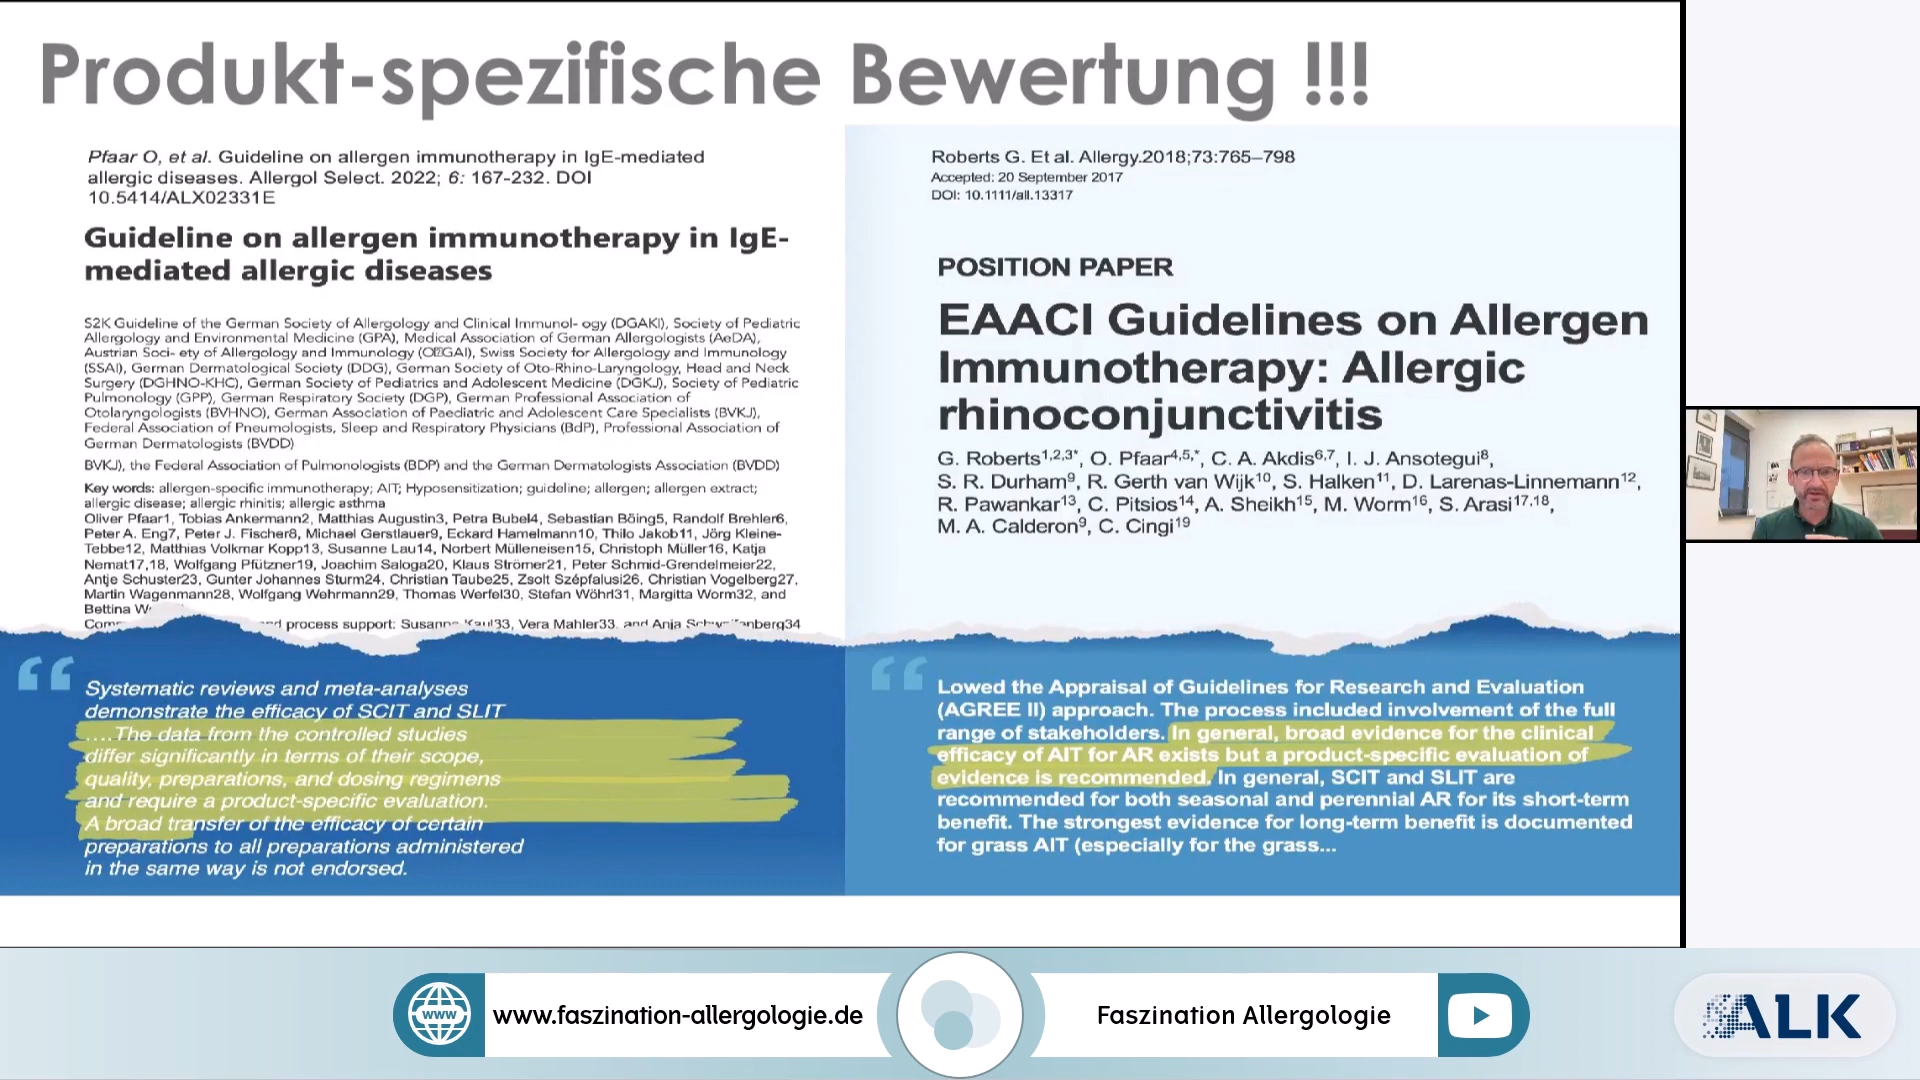 Produkt-spezifische Bewertung !!!
Pfaar O, et al. Guideline on allergen immunotherapy in IgE-mediated
allergic diseases. Allergol Select. 2022; 6: 167-232. DOI
10.5414/ALX02331E
Guideline on allergen immunotherapy in IgE-
mediated allergic diseases
S2K Guideline of the German Society of Allergology and Clinical Immunol- ogy (DGAKI), Society of Pediatric
Allergology and Environmental Medicine (GPA), Medical Association of German Allergologists (AeDA),
Austrian Soci- ety of Allergology and Immunology (ÖGAI), Swiss Society for Allergology and Immunology
(SSAI), German Dermatological Society (DDG), German Society of Oto-Rhino-Laryngology, Head and Neck
Surgery (DGHNO-KHC), German Society of Pediatrics and Adolescent Medicine (DGKJ), Society of Pediatric
Pulmonology (GPP), German Respiratory Society (DGP), German Professional Association of
Otolaryngologists (BVHNO), German Association of Paediatric and Adolescent Care Specialists (BVKJ),
Federal Association of Pneumologists, Sleep and Respiratory Physicians (BdP), Professional Association of
German Dermatologists (BVDD)
BVKJ), the Federal Association of Pulmonologists (BDP) and the German Dermatologists Association (BVDD)
Key words: allergen-specific immunotherapy; AIT; Hyposensitization; guideline; allergen; allergen extract;
allergic disease; allergic rhinitis; allergic asthma
Oliver Pfaar1, Tobias Ankermann2, Matthias Augustin3, Petra Bubel4, Sebastian Böing5, Randolf Brehler6,
Peter A. Eng7, Peter J. Fischer8, Michael Gerstlauer9, Eckard Hamelmann10, Thilo Jakob11, Jörg Kleine-
Tebbe12, Matthias Volkmar Kopp13, Susanne Lau14, Norbert Mülleneisen15, Christoph Müller16, Katja
Nemat17,18, Wolfgang Pfützner19, Joachim Saloga20, Klaus Strömer21, Peter Schmid-Grendelmeier22,
Antje Schuster23, Gunter Johannes Sturm24, Christian Taube25, Zsolt Szépfalusi26, Christian Vogelberg27,
Martin Wagenmann28, Wolfgang Wehrmann29, Thomas Werfel30, Stefan Wöhrl31, Margitta Worm32, and
Bettina
process support: Susanne Kaul33, Vera Mahler33, and Anja
“
Systematic reviews and meta-analyses
demonstrate the efficacy of SCIT and SLIT
....The data from the controlled studies
differ significantly in terms of their scope,
quality, preparations, and dosing regimens
and require a product-specific evaluation.
A broad transfer of the efficacy of certain
preparations to all preparations administered
in the same way is not endorsed.
Roberts G. Et al. Allergy.2018;73:765–798
Accepted: 20 September 2017
DOI: 10.1111/all.13317
POSITION PAPER
EAACI Guidelines on Allergen
Immunotherapy: Allergic
rhinoconjunctivitis
G. Roberts1,2,3*, O. Pfaar4,5,*, C. A. Akdis6,7, I. J. Ansotegui8,
S. R. Durham9, R. Gerth van Wijk10, S. Halken11, D. Larenas-Linnemann12,
R. Pawankar13, C. Pitsios14, A. Sheikh15, M. Worm16, S. Arasi17,18,
M. A. Calderon9, C. Cingi19
“
Lowed the Appraisal of Guidelines for Research and Evaluation
(AGREE II) approach. The process included involvement of the full
range of stakeholders. In general, broad evidence for the clinical
efficacy of AIT for AR exists but a product-specific evaluation of
evidence is recommended. In general, SCIT and SLIT are
recommended for both seasonal and perennial AR for its short-term
benefit. The strongest evidence for long-term benefit is documented
for grass AIT (especially for the grass...
www
www.faszination-allergologie.de
Faszination Allergologie
ALK